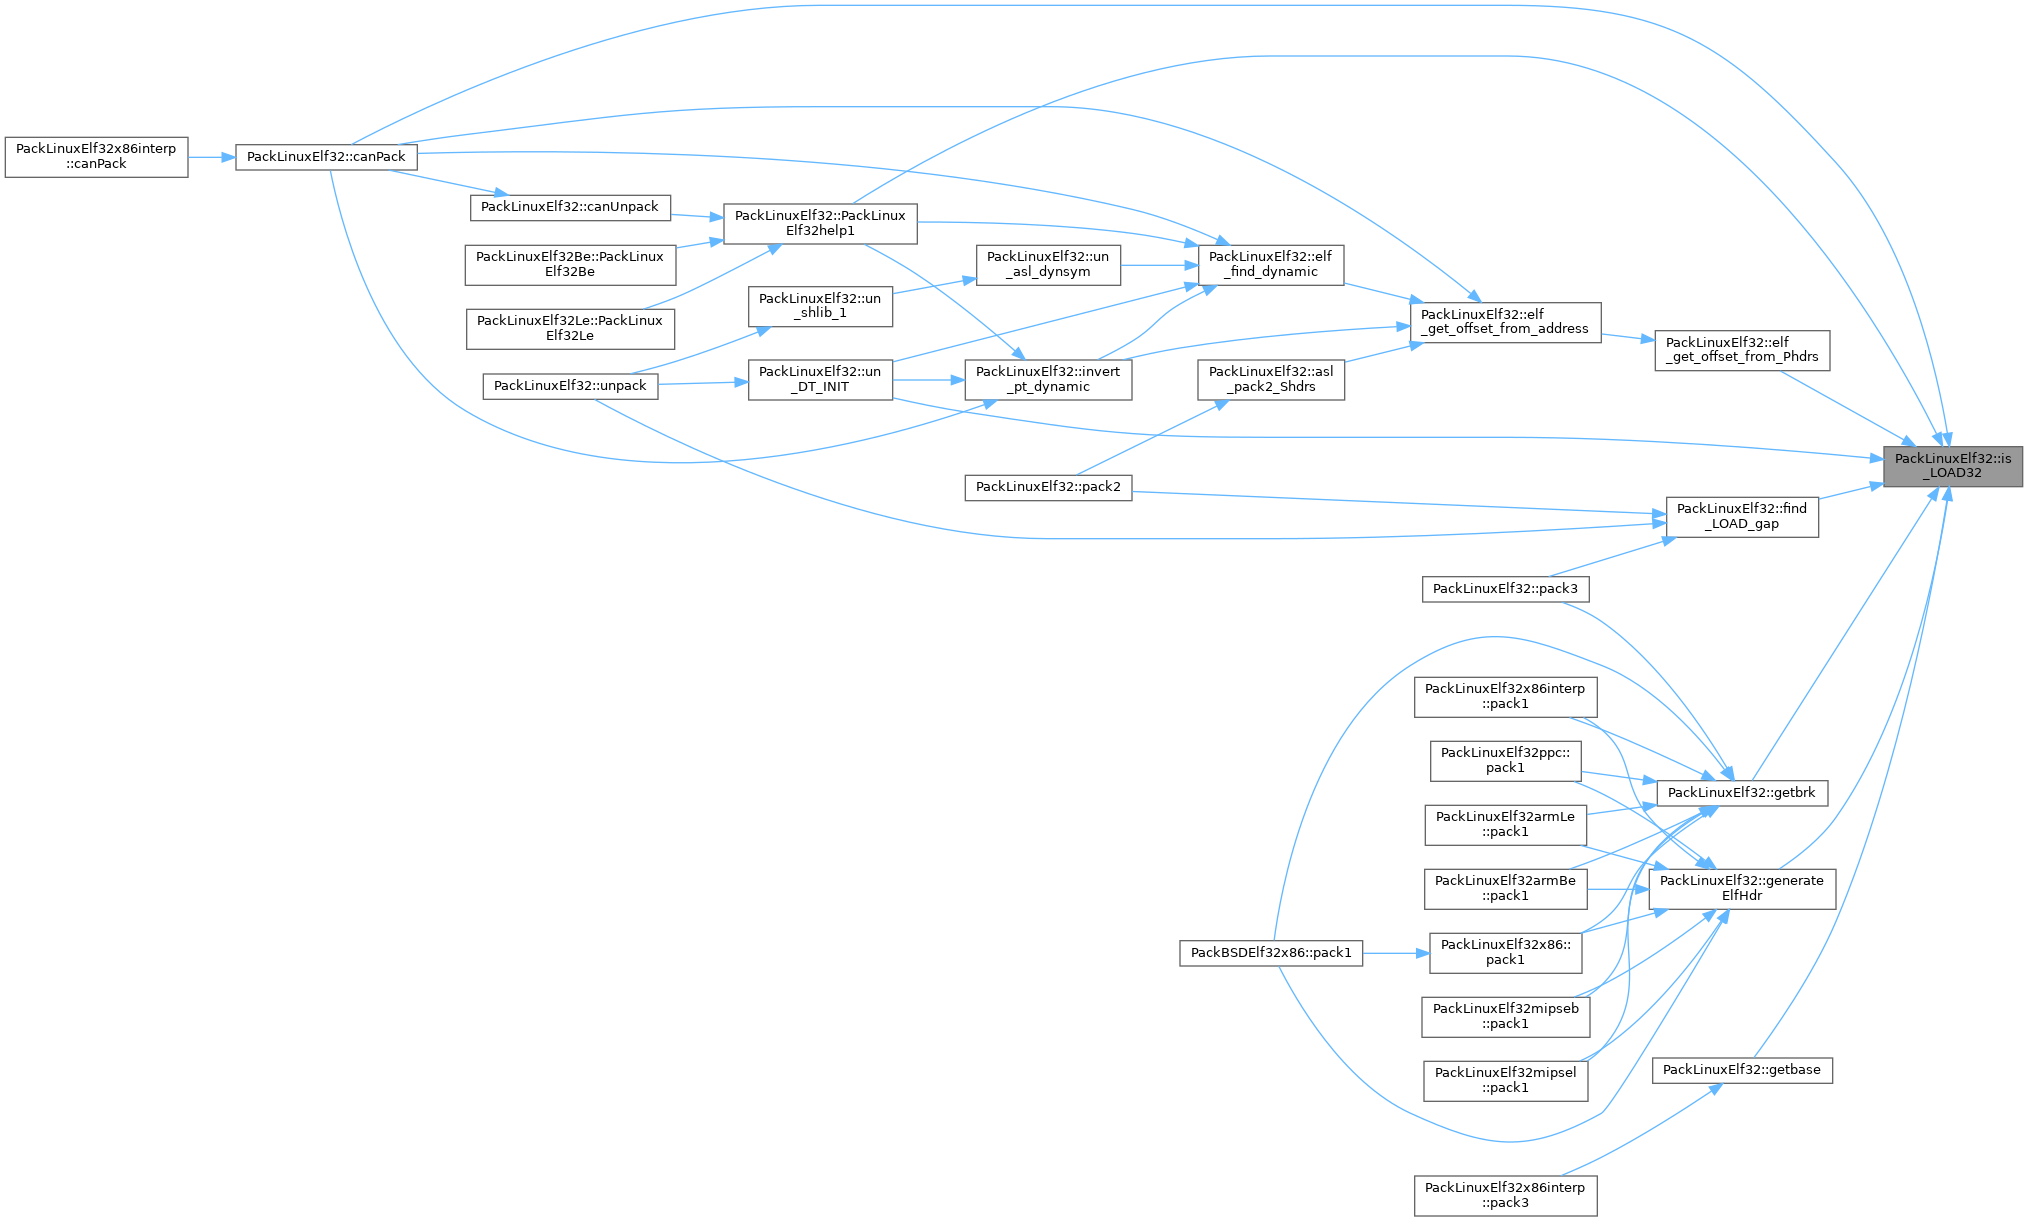 PackLinuxElf32x86interp
::canPack
PackLinuxElf32::canPack
PackLinuxElf32::canUnpack
PackLinuxElf32Be::PackLinux
Elf32Be
PackLinuxElf32Le::PackLinux
Elf32Le
PackLinuxElf32::unpack
PackLinuxElf32::PackLinux
Elf32help1
PackLinuxElf32::un
_shlib_1
PackLinuxElf32::un
_DT_INIT
PackLinuxElf32::un
_asl_dynsym
PackLinuxElf32::invert
_pt_dynamic
PackLinuxElf32::pack2
PackLinuxElf32::elf
_find_dynamic
PackLinuxElf32::asl
_pack2_Shdrs
PackLinuxElf32::elf
_get_offset_from_address
PackLinuxElf32::elf
_get_offset_from_Phdrs
PackLinuxElf32::is
_LOAD32
PackLinuxElf32::find
_LOAD_gap
PackLinuxElf32::pack3
PackLinuxElf32x86interp
::pack1
PackLinuxElf32ppc::
pack1
PackLinuxElf32::getbrk
PackLinuxElf32armLe
::pack1
PackLinuxElf32armBe
::pack1
PackLinuxElf32::generate
ElfHdr
PackBSDElf32x86::pack1
PackLinuxElf32x86::
pack1
PackLinuxElf32mipseb
::pack1
PackLinuxElf32mipsel
::pack1
PackLinuxElf32::getbase
PackLinuxElf32x86interp
::pack3